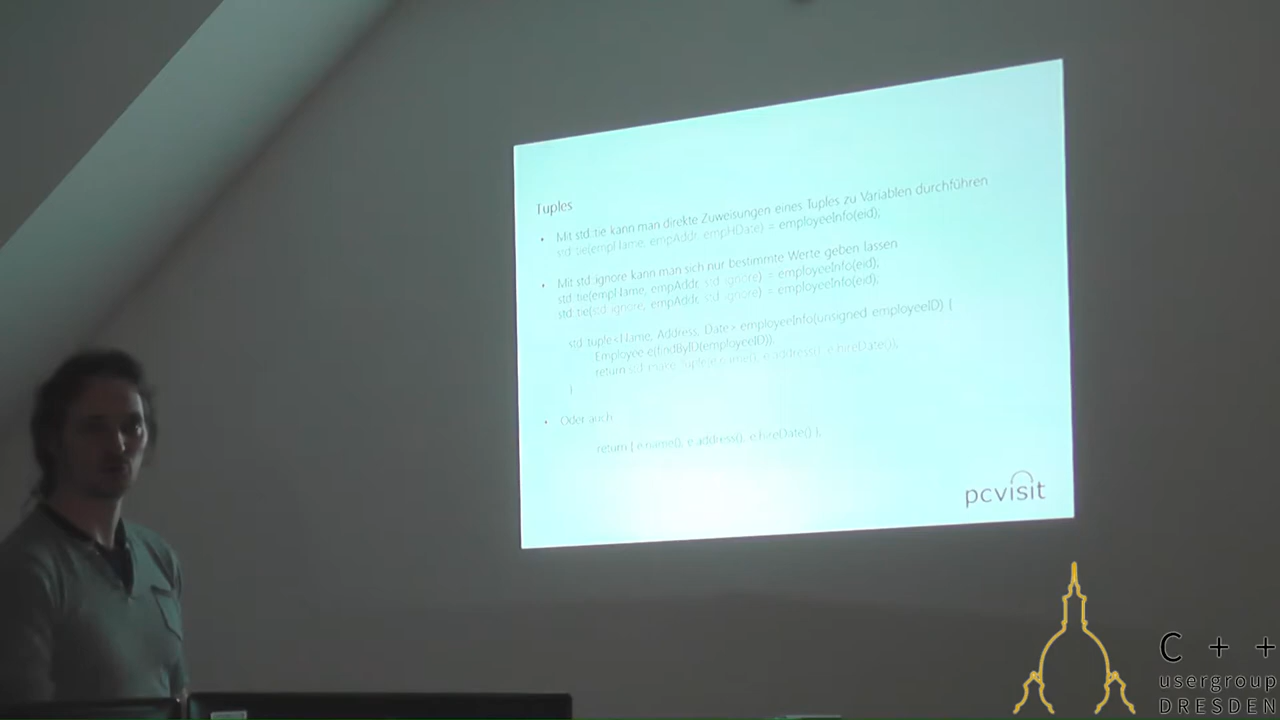 Tuples
• Mit std::tie kann man direkte Zuweisungen eines Tuples zu Variablen durchführen
std::tie(empName, empAddr, empHDate) = employeeInfo(eid);
• Mit std::ignore kann man sich nur bestimmte Werte geben lassen
std::tie(empName, empAddr, std::ignore) = employeeInfo(eid);
std::tie(std::ignore, empAddr, std::ignore) = employeeInfo(eid);
std::tuple<Name, Address, Date> employeeInfo(unsigned employeeID) {
Employee e(findByID(employeeID));
return std::make_tuple(e.name(), e.address(), e.hireDate());
}
• Oder auch
return { e.name(), e.address(), e.hireDate() };
pcvisit
C++
usergroup
DRESDEN